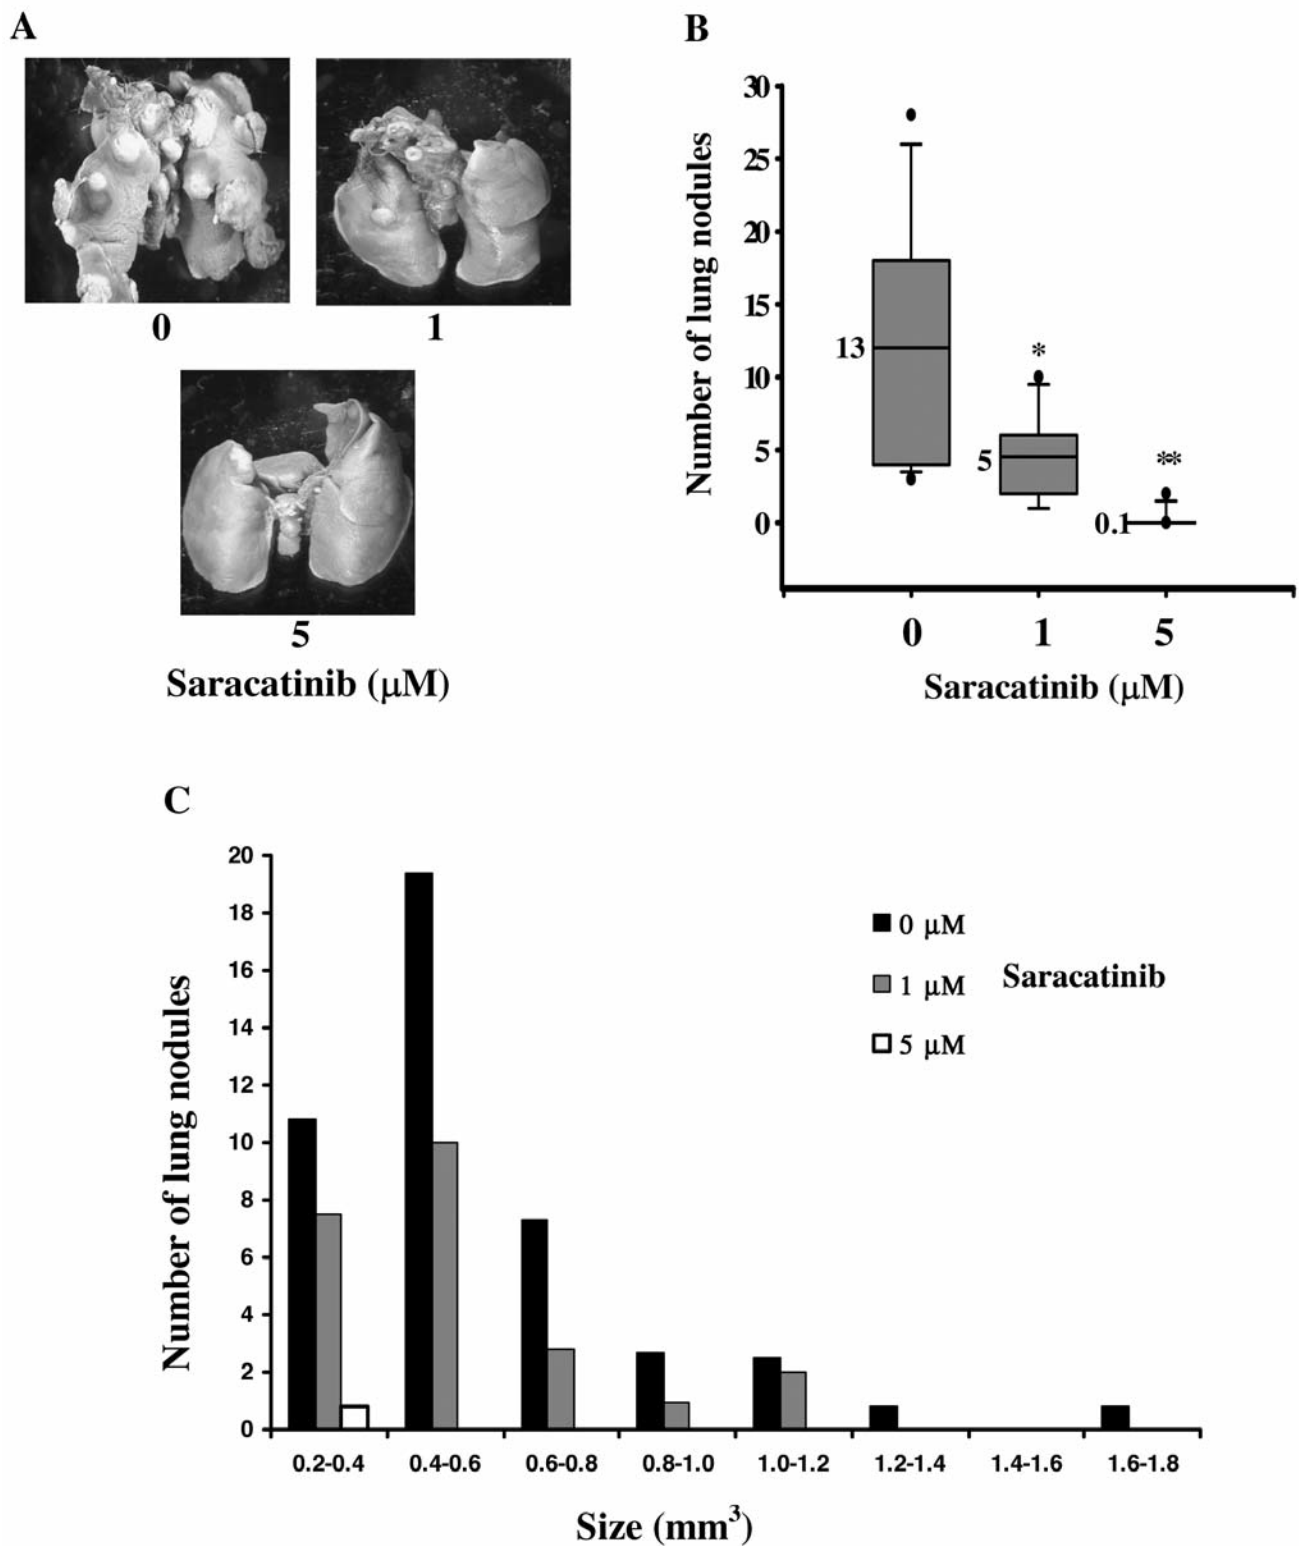 A
0
1
5
Saracatinib (μM)
B
Number of lung nodules
30
25
20
15
10
5
0
13
*
5
**
0.1
0
1
5
Saracatinib (μM)
C
Number of lung nodules
20
18
16
14
12
10
8
6
4
2
0
0 μM
1 μM
5 μM
Saracatinib
0.2-0.4 0.4-0.6 0.6-0.8 0.8-1.0 1.0-1.2 1.2-1.4 1.4-1.6 1.6-1.8
Size (mm³)